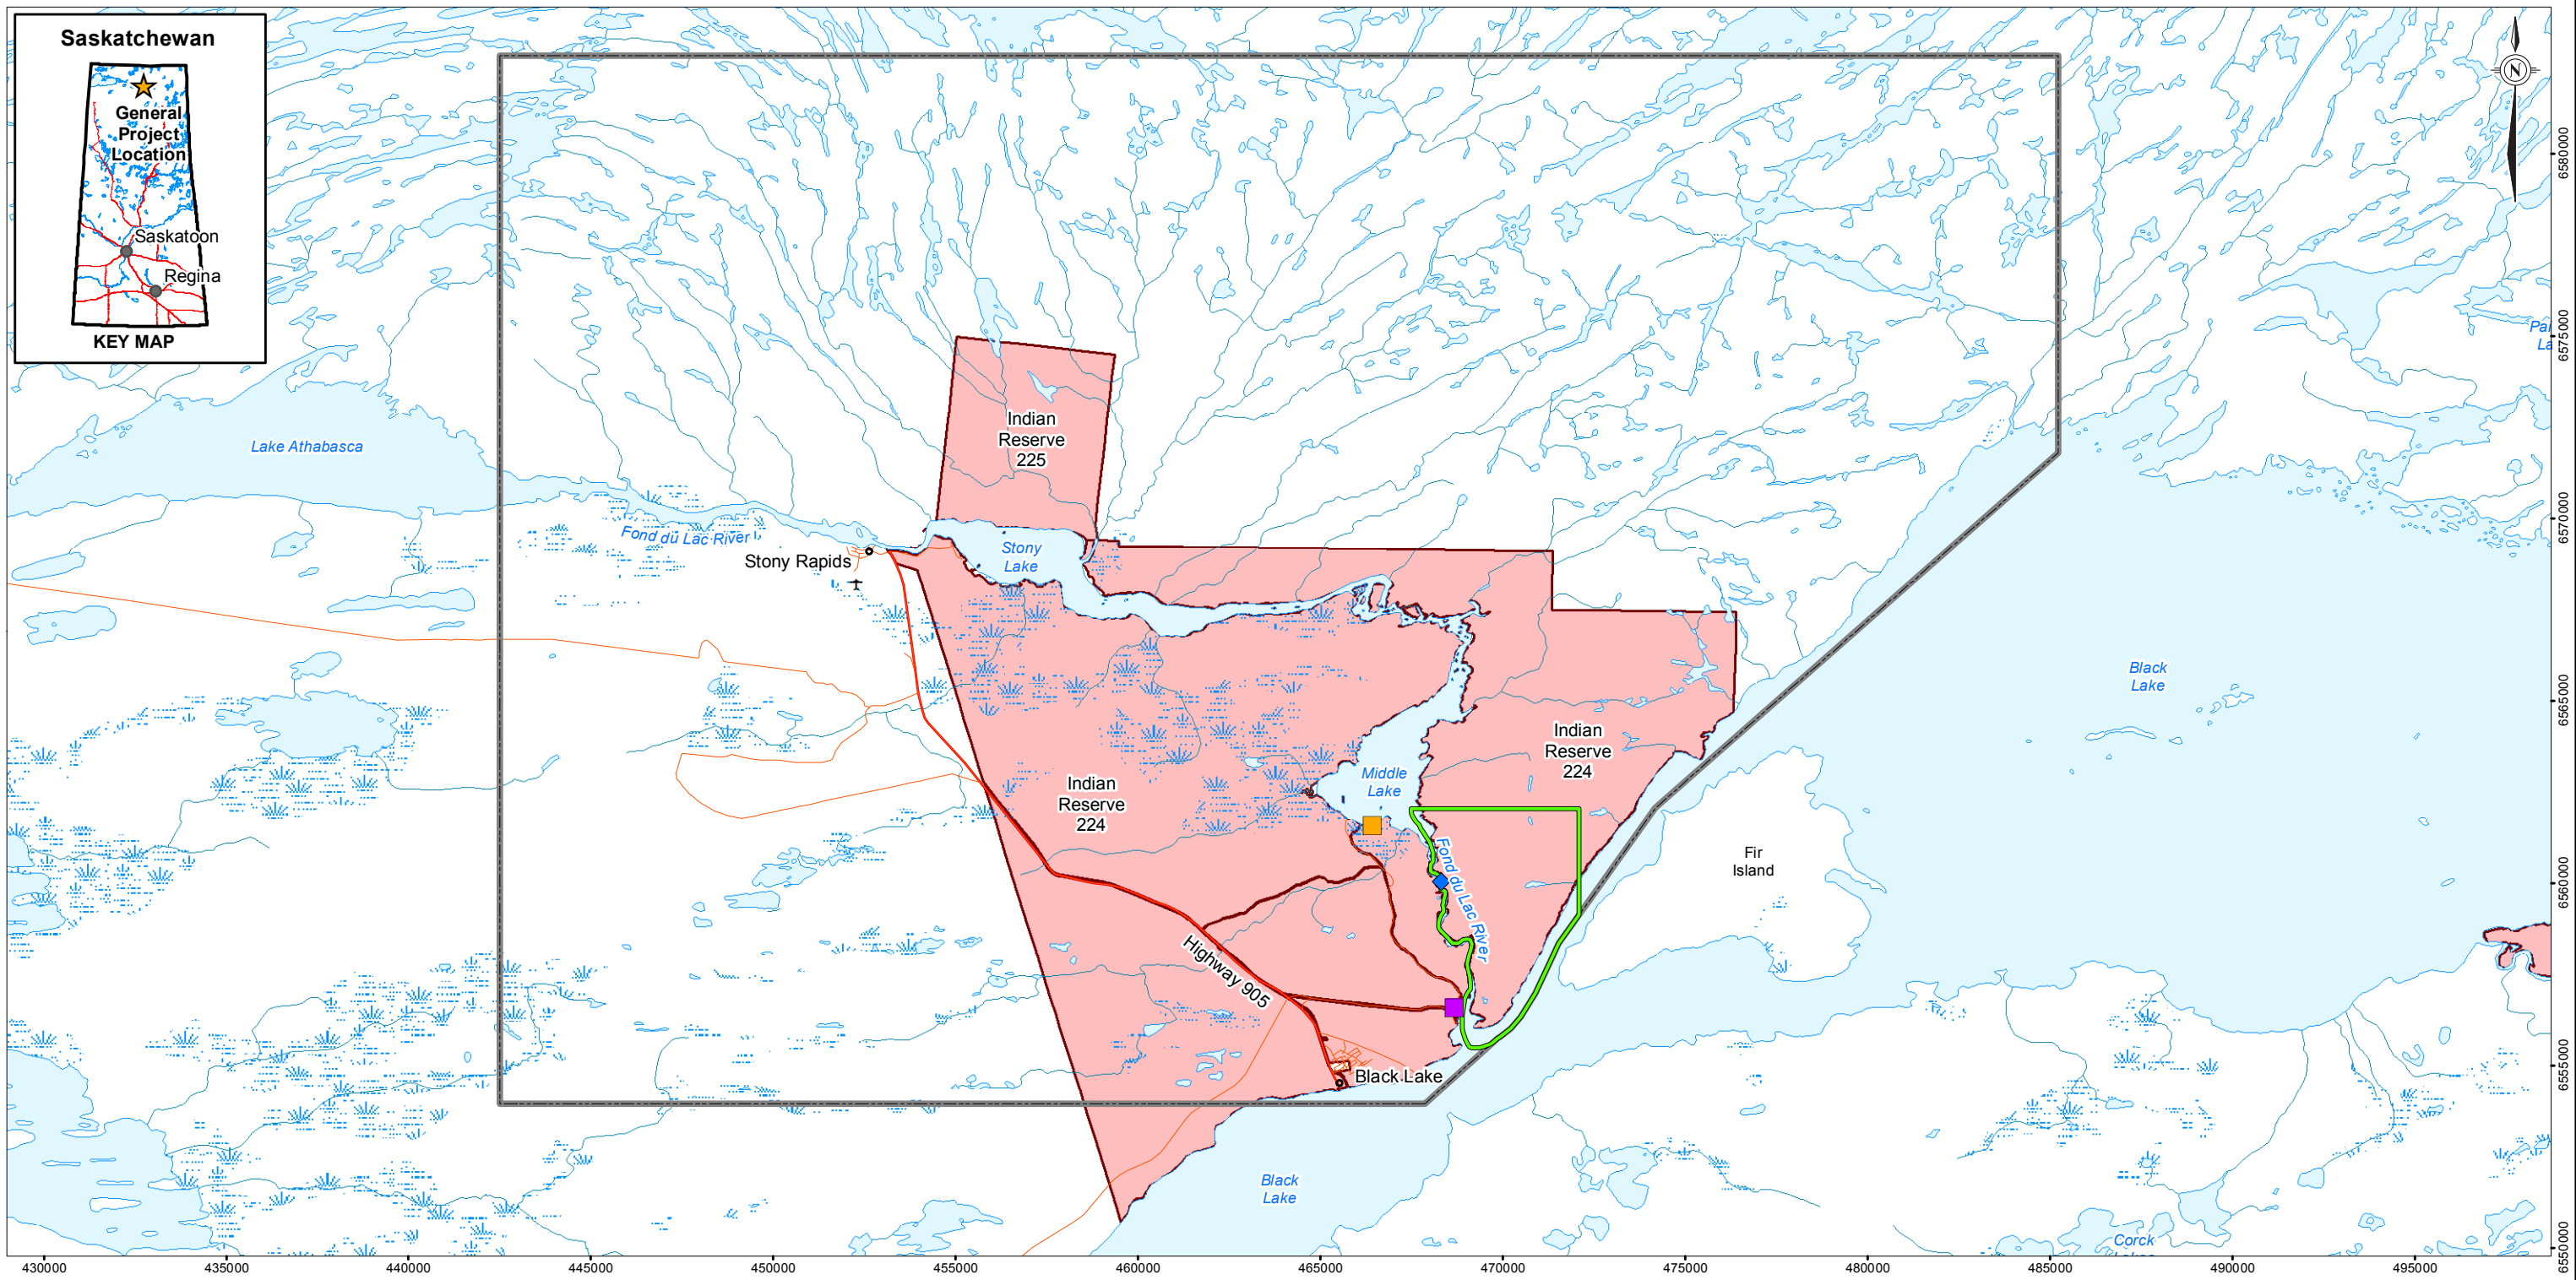 Saskatchewan
General
Project
Location
Saskatoon
Regina
KEY MAP
N
6580000
6575000
6570000
6565000
6560000
6555000
6550000
Lake Athabasca
Indian
Reserve
225
Fond du Lac River
Stony Rapids
Stony
Lake
Black
Lake
Indian
Reserve
224
Indian
Reserve
224
Middle
Lake
Fir
Island
Fond du Lac River
Highway 905
Black Lake
Black
Lake
Corck
430000 435000 440000 445000 450000 455000 460000 465000 470000 475000 480000 485000 490000 495000